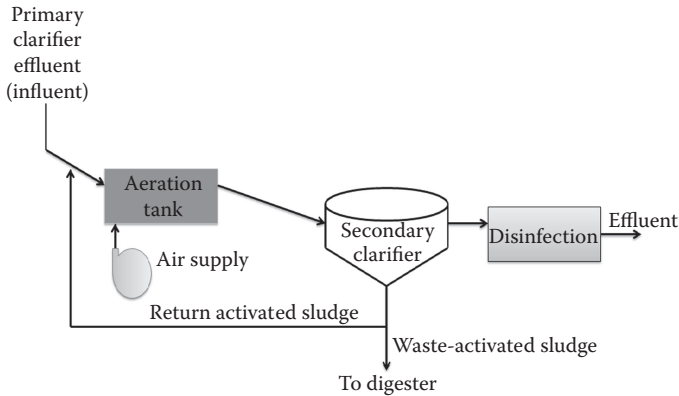 Primary
clarifier
effluent
(influent)
Aeration
tank
Air supply
Secondary
clarifier
Disinfection
Effluent
Return activated sludge
Waste-activated sludge
To digester